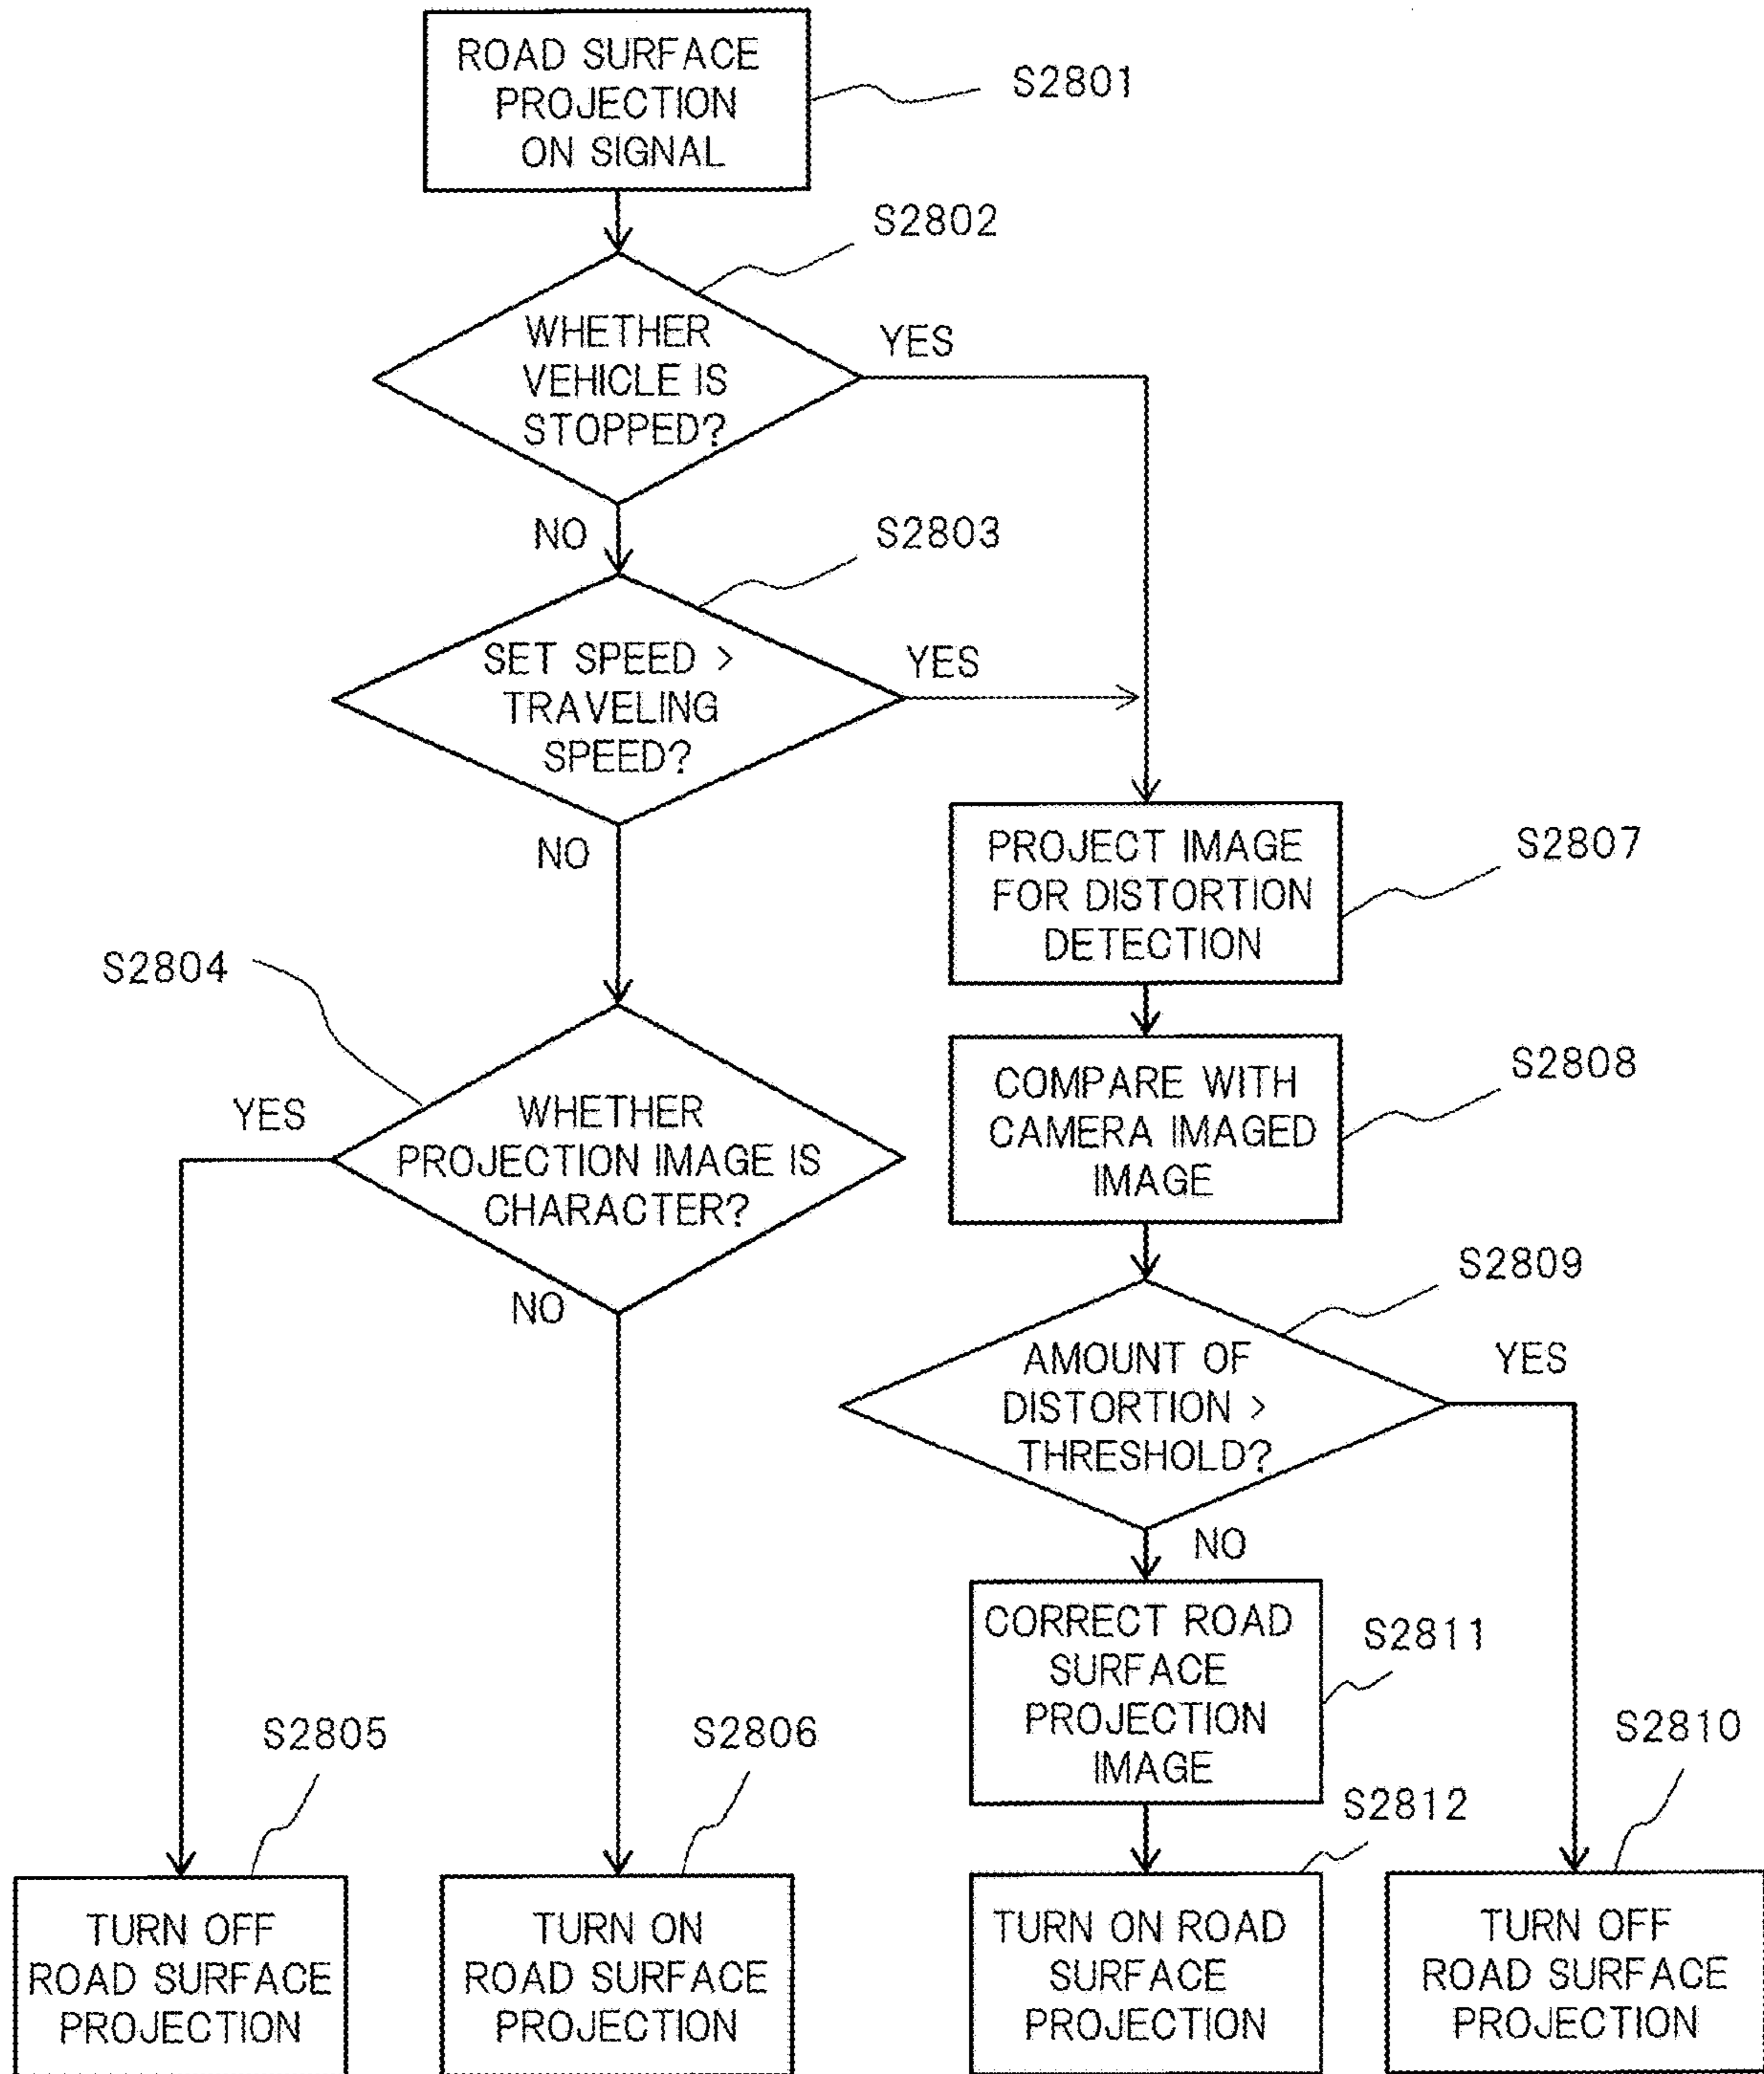 ROAD SURFACE
PROJECTION
ON SIGNAL
S2801
S2802
WHETHER
VEHICLE IS
STOPPED?
YES
NO
S2803
SET SPEED >
TRAVELING
SPEED?
YES
NO
PROJECT IMAGE
FOR DISTORTION
DETECTION
S2807
S2804
YES
WHETHER
PROJECTION IMAGE IS
CHARACTER?
NO
COMPARE WITH
CAMERA IMAGED
IMAGE
S2808
S2809
AMOUNT OF
DISTORTION >
THRESHOLD?
YES
NO
CORRECT ROAD
SURFACE
PROJECTION
IMAGE
S2811
S2805
S2806
S2812
S2810
TURN OFF
ROAD SURFACE
PROJECTION
TURN ON
ROAD SURFACE
PROJECTION
TURN ON ROAD
SURFACE
PROJECTION
TURN OFF
ROAD SURFACE
PROJECTION